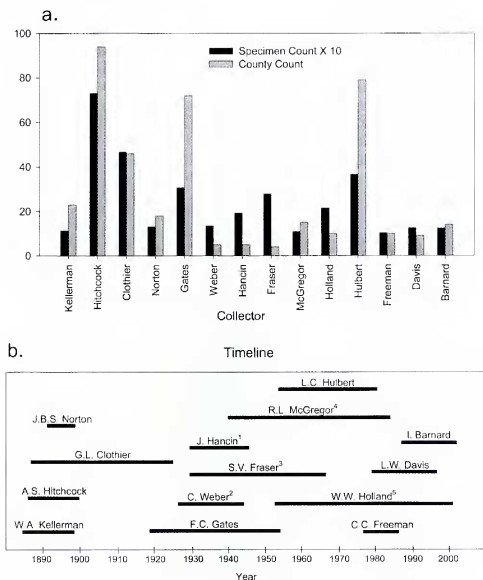 a.
100
80
60
40
20
0
Specimen Count X 10
County Count
Kellerman
Hitchcock
Clothier
Norton
Gates
Weber
Hancin
Fraser
McGregor
Holland
Hulbert
Freeman
Davis
Barnard
Collector
b.
Timeline
L.C. Hulbert
J.B.S. Norton
R.L. McGregor⁴
J. Hancin¹
I. Barnard
G.L. Clothier
S.V. Fraser³
L.W. Davis
A.S. Hitchcock
C. Weber²
W.W. Holland⁵
W.A. Kellerman
F.C. Gates
C.C. Freeman
1890 1900 1910 1920 1930 1940 1950 1960 1970 1980 1990 2000
Year